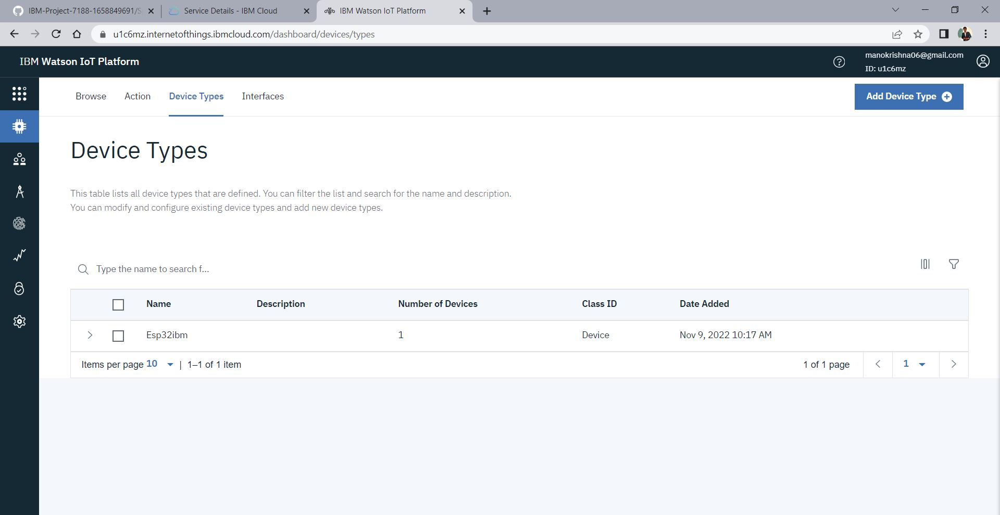 IBM-Project-7188-1658849691/S
Service Details - IBM Cloud
IBM Watson IoT Platform
u1c6mz.internetofthings.ibmcloud.com/dashboard/devices/types
IBM Watson IoT Platform
manokrishna06@gmail.com
ID: u1c6mz
Browse
Action
Device Types
Interfaces
Add Device Type
Device Types
This table lists all device types that are defined. You can filter the list and search for the name and description.
You can modify and configure existing device types and add new device types.
Type the name to search f...
Name Description Number of Devices Class ID Date Added
Esp32ibm 1 Device Nov 9, 2022 10:17 AM
Items per page 10 | 1–1 of 1 item 1 of 1 page 1